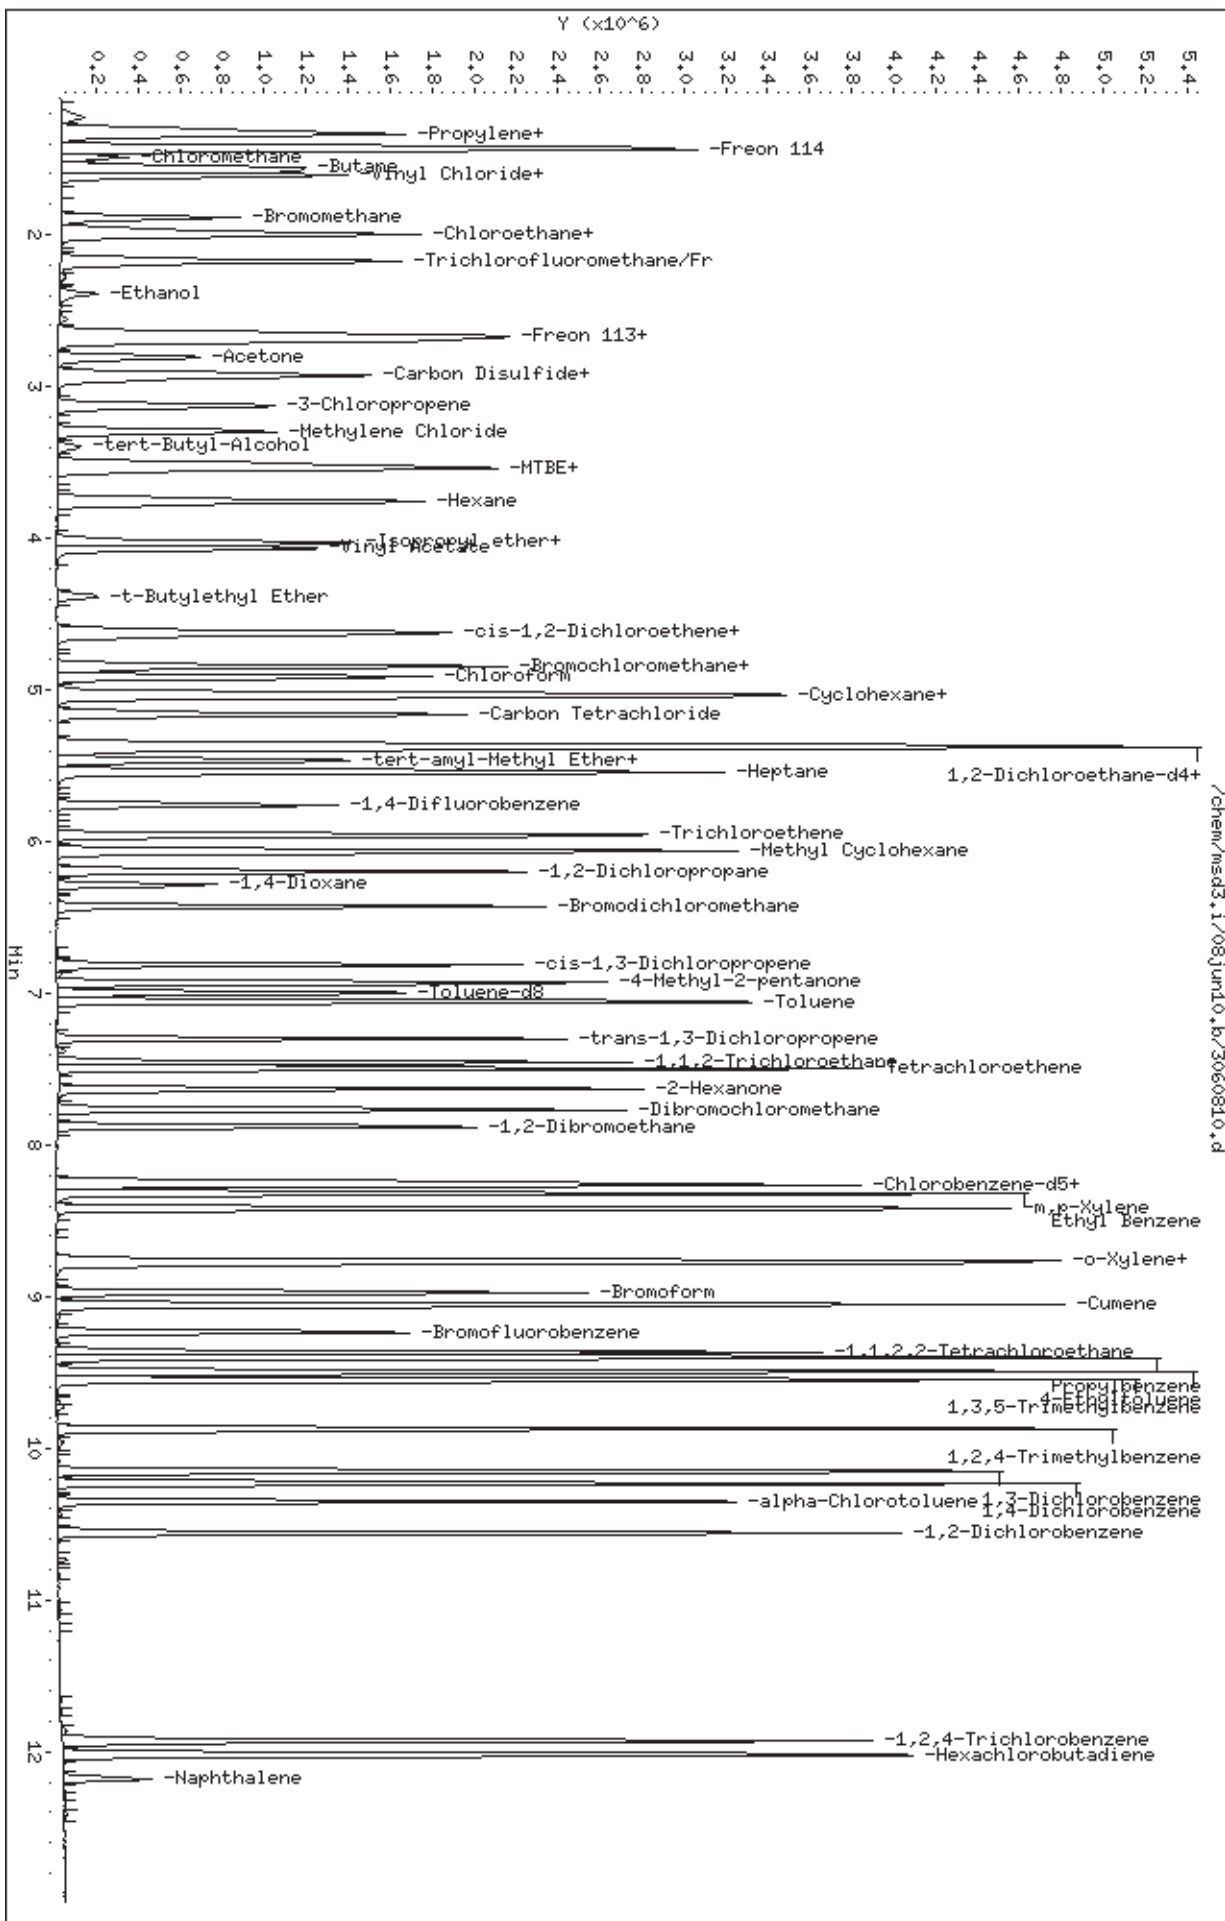 Y (x10^6)
0.2
0.4
0.6
0.8
1.0
1.2
1.4
1.6
1.8
2.0
2.2
2.4
2.6
2.8
3.0
3.2
3.4
3.6
3.8
4.0
4.2
4.4
4.6
4.8
5.0
5.2
5.4
-Propylene+
-Freon 114
-Chloromethane
-Butane
-Vinyl Chloride+
-Bromomethane
2
-Chloroethane+
-Trichlorofluoromethane/Fr
-Ethanol
-Freon 113+
-Acetone
-Carbon Disulfide+
3
-3-Chloropropene
-Methylene Chloride
-tert-Butyl-Alcohol
-MTBE+
-Hexane
4
-Isopropyl ether+
-Vinyl Acetate
-t-Butylethyl Ether
-cis-1,2-Dichloroethene+
-Bromochloromethane+
-Chloroform
5
-Cyclohexane+
-Carbon Tetrachloride
-tert-amyl-Methyl Ether+
-Heptane
1,2-Dichloroethane-d4+
-1,4-Difluorobenzene
-Trichloroethene
6
-Methyl Cyclohexane
-1,2-Dichloropropane
-1,4-Dioxane
-Bromodichloromethane
/chem/msd3.i/08jun10.b/3060810.d
Min
-cis-1,3-Dichloropropene
-4-Methyl-2-pentanone
-Toluene-d8
7
-Toluene
-trans-1,3-Dichloropropene
-1,1,2-Trichloroethane
-Tetrachloroethene
-2-Hexanone
-Dibromochloromethane
-1,2-Dibromoethane
8
-Chlorobenzene-d5+
-m,p-Xylene
Ethyl Benzene
-o-Xylene+
-Bromoform
9
-Cumene
-Bromofluorobenzene
-1,1,2,2-Tetrachloroethane
Propylbenzene
4-Ethyltoluene
1,3,5-Trimethylbenzene
10
1,2,4-Trimethylbenzene
-alpha-Chlorotoluene
1,3-Dichlorobenzene
1,4-Dichlorobenzene
-1,2-Dichlorobenzene
11
-1,2,4-Trichlorobenzene
12
-Hexachlorobutadiene
-Naphthalene